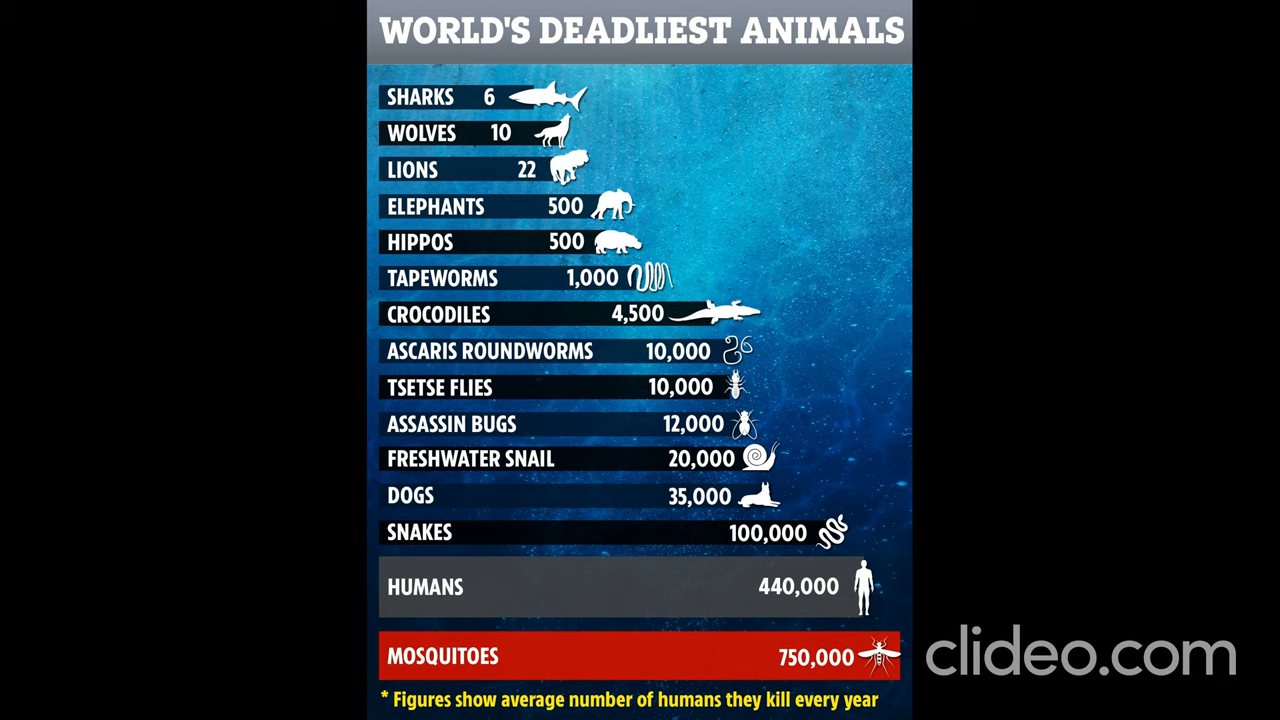 WORLD'S DEADLIEST ANIMALS
SHARKS 6
WOLVES 10
LIONS 22
ELEPHANTS 500
HIPPOS 500
TAPEWORMS 1,000
CROCODILES 4,500
ASCARIS ROUNDWORMS 10,000
TSETSE FLIES 10,000
ASSASSIN BUGS 12,000
FRESHWATER SNAIL 20,000
DOGS 35,000
SNAKES 100,000
HUMANS 440,000
MOSQUITOES 750,000
* Figures show average number of humans they kill every year
clideo.com